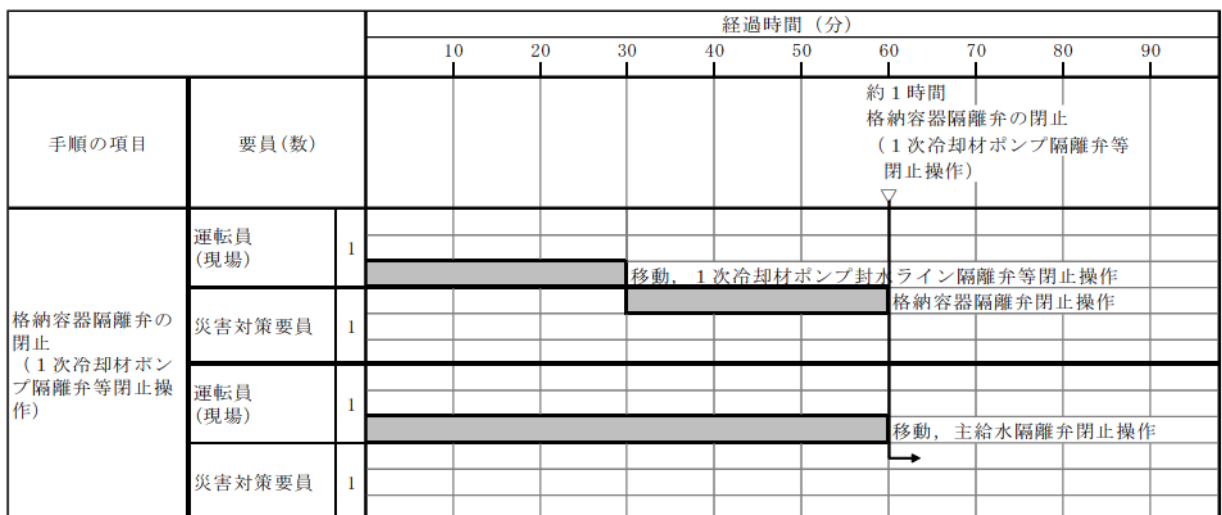 経過時間（分）
10 20 30 40 50 60 70 80 90
手順の項目
要員(数)
約１時間
格納容器隔離弁の閉止
（１次冷却材ポンプ隔離弁等
閉止操作）
▽
格納容器隔離弁の
閉止
（１次冷却材ポン
プ隔離弁等閉止操
作）
運転員
(現場)
1
移動，１次冷却材ポンプ封水ライン隔離弁等閉止操作
格納容器隔離弁閉止操作
災害対策要員
1
運転員
(現場)
1
移動，主給水隔離弁閉止操作
災害対策要員
1